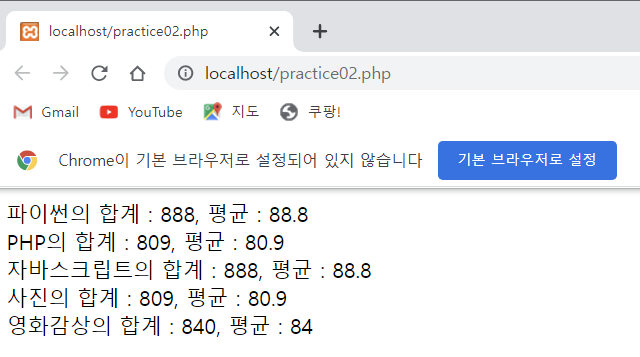 localhost/practice02.php
localhost/practice02.php
Gmail YouTube 지도 쿠팡!
Chrome이 기본 브라우저로 설정되어 있지 않습니다 기본 브라우저로 설정
파이썬의 합계 : 888, 평균 : 88.8
PHP의 합계 : 809, 평균 : 80.9
자바스크립트의 합계 : 888, 평균 : 88.8
사진의 합계 : 809, 평균 : 80.9
영화감상의 합계 : 840, 평균 : 84